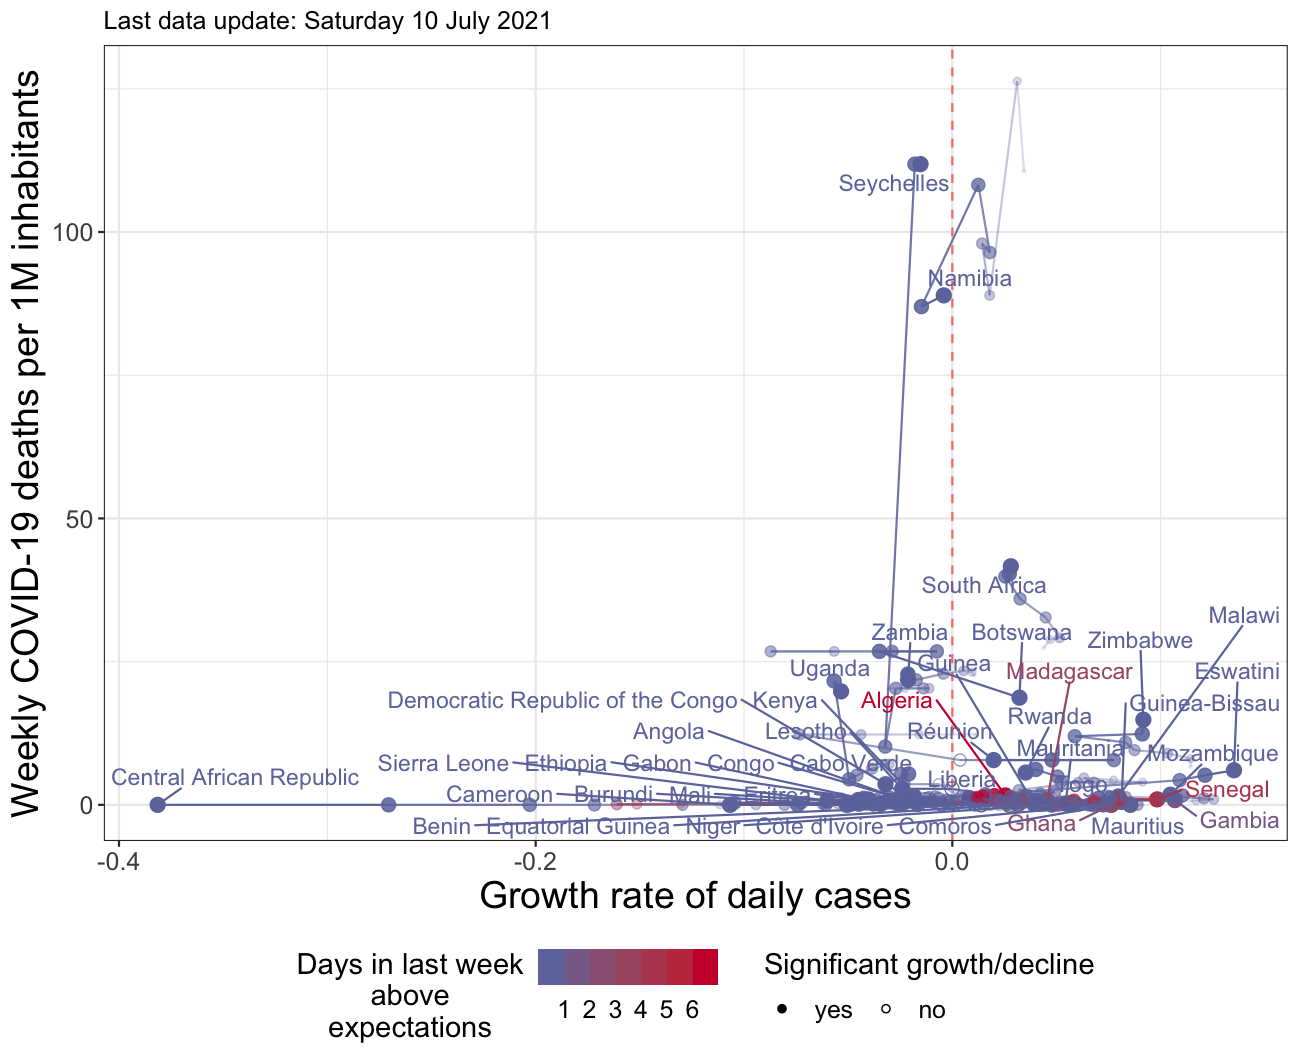 Last data update: Saturday 10 July 2021
Weekly COVID-19 deaths per 1M inhabitants
100
50
0
Seychelles
Namibia
South Africa
Malawi
Zambia
Botswana
Zimbabwe
Uganda
Guinea
Madagascar
Eswatini
Democratic Republic of the Congo
Kenya
Algeria
Guinea-Bissau
Rwanda
Angola
Lesotho
Réunion
Mauritania
Mozambique
Sierra Leone
Ethiopia
Gabon
Congo
Cabo Verde
Central African Republic
Liberia
Togo
Senegal
Cameroon
Burundi
Mali
Eritrea
Benin
Equatorial Guinea
Niger
Cote d'Ivoire
Comoros
Ghana
Mauritius
Gambia
-0.4
-0.2
0.0
Growth rate of daily cases
Days in last week
above
expectations
1 2 3 4 5 6
Significant growth/decline
yes
no